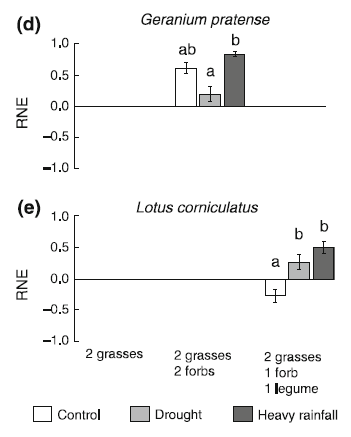 (d) Geranium pratense
1.0
ab b
0.5
a
RNE 0.0
−0.5
−1.0
(e) Lotus corniculatus
1.0
a b b
0.5
RNE 0.0
−0.5
−1.0
2 grasses 2 grasses 2 grasses
2 forbs 1 forb
1 legume
Control Drought Heavy rainfall